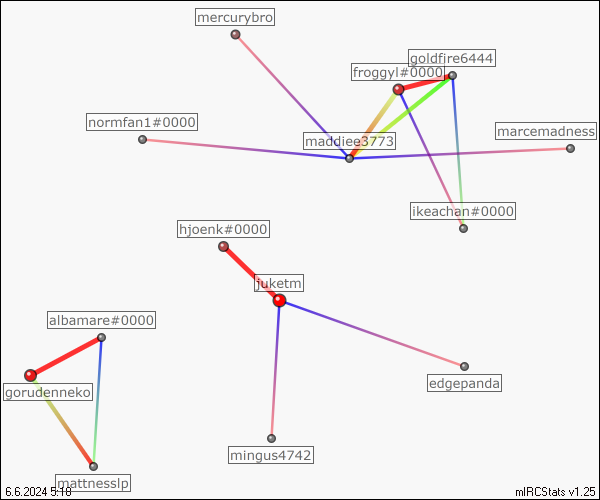 mercurybro
goldfire6444
froggyl#0000
normfan1#0000
marcemadness
maddiee3773
ikeachan#0000
hjoenk#0000
juketm
albamare#0000
edgepanda
gorudenneko
mingus4742
mattnesslp
6.6.2024 5:10
mIRCStats v1.25